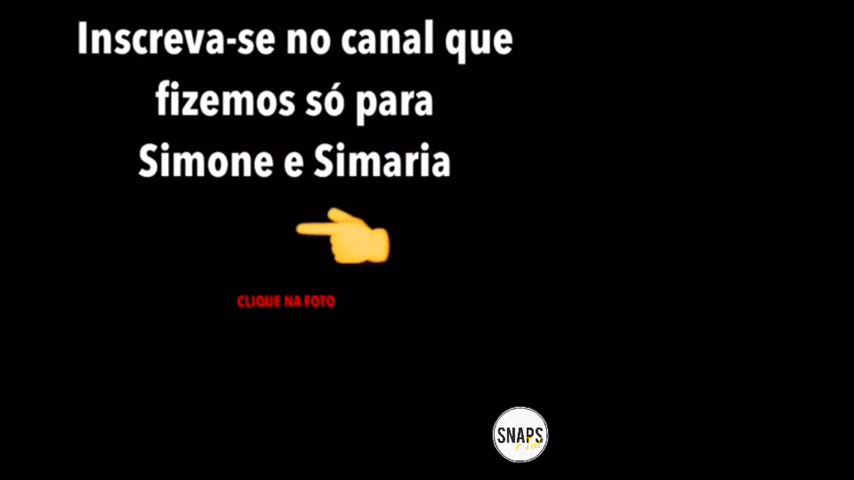 Inscreva-se no canal que
fizemos só para
Simone e Simaria
CLIQUE NA FOTO
SNAPS